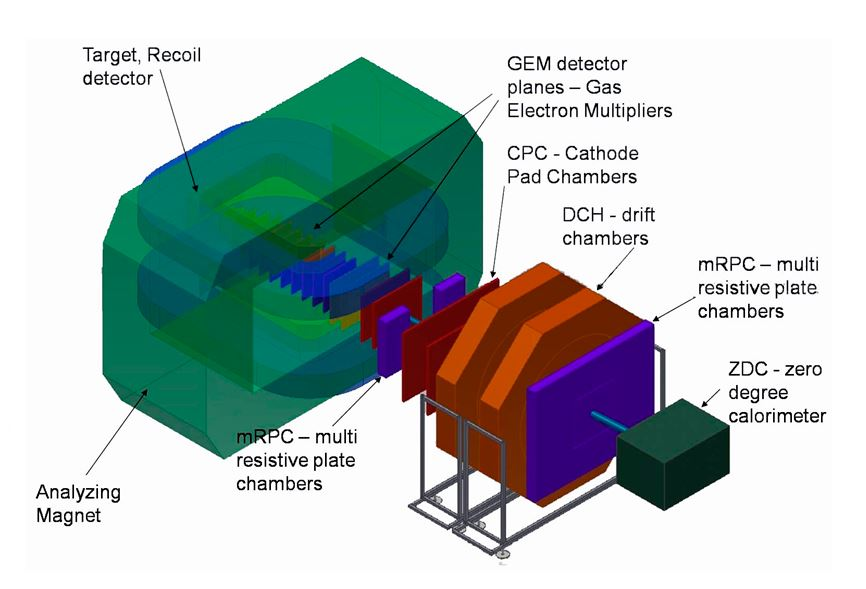 Target, Recoil
detector
GEM detector
planes – Gas
Electron Multipliers
CPC - Cathode
Pad Chambers
DCH - drift
chambers
mRPC – multi
resistive plate
chambers
ZDC - zero
degree
calorimeter
mRPC – multi
resistive plate
chambers
Analyzing
Magnet